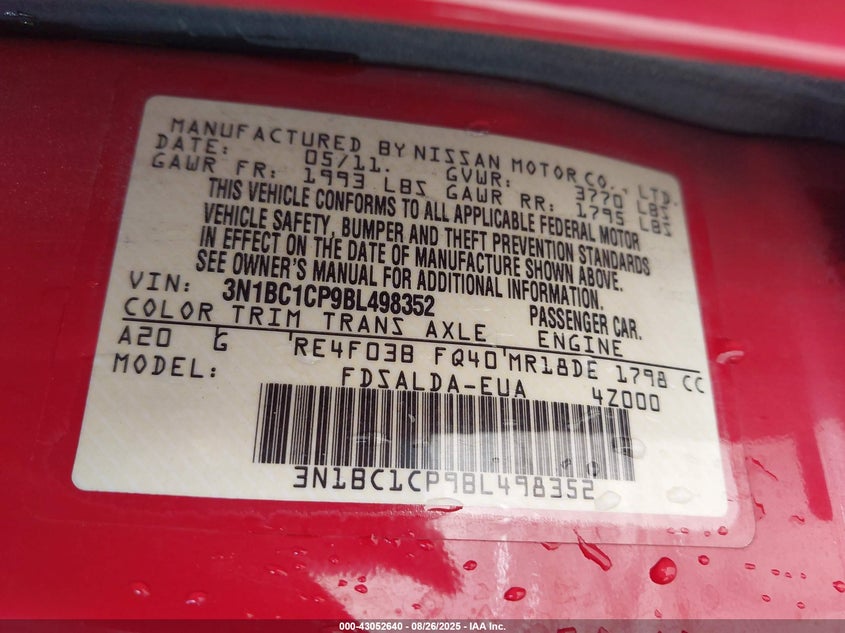 MANUFACTURED BY NISSAN MOTOR CO., LTD.
DATE: 05/11. GVWR: 3770 LBS
GAWR FR: 1993 LBS GAWR RR: 1795 LBS
THIS VEHICLE CONFORMS TO ALL APPLICABLE FEDERAL MOTOR
VEHICLE SAFETY, BUMPER AND THEFT PREVENTION STANDARDS
IN EFFECT ON THE DATE OF MANUFACTURE SHOWN ABOVE.
SEE OWNER'S MANUAL FOR ADDITIONAL INFORMATION.
VIN: 3N1BC1CP9BL498352 PASSENGER CAR.
COLOR TRIM TRANS AXLE ENGINE
A20 G RE4F03B FQ40 MR18DE 1798 CC
MODEL: FDSALDA-EUA 4Z000
3N1BC1CP9BL498352
000-43052640 - 08/26/2025 - IAA Inc.